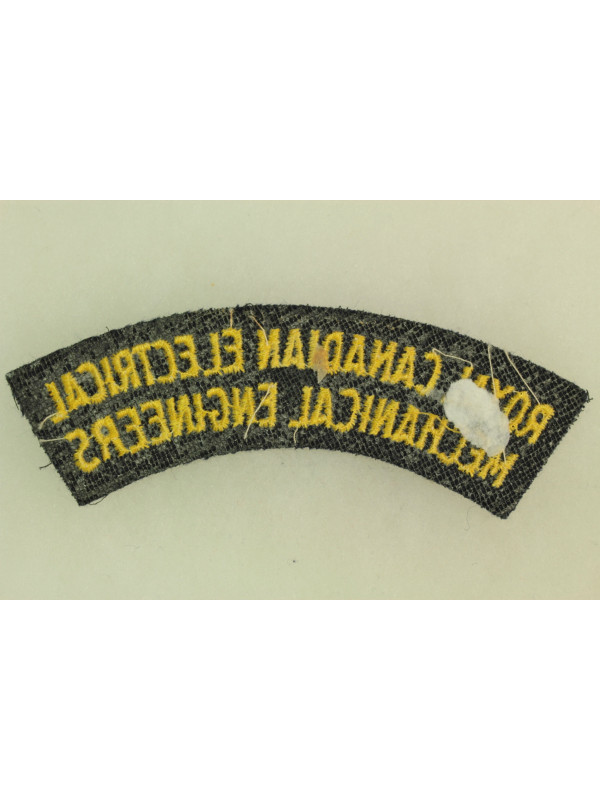 ROYAL CANADIAN ELECTRICAL
MECHANICAL ENGINEERS